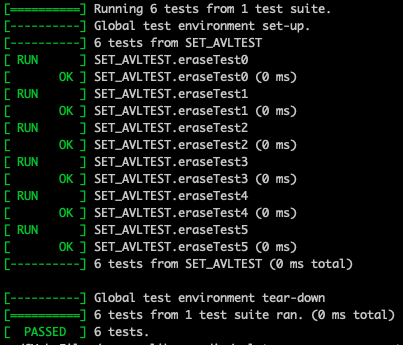 [==========] Running 6 tests from 1 test suite.
[----------] Global test environment set-up.
[----------] 6 tests from SET_AVLTEST
[ RUN      ] SET_AVLTEST.eraseTest0
[       OK ] SET_AVLTEST.eraseTest0 (0 ms)
[ RUN      ] SET_AVLTEST.eraseTest1
[       OK ] SET_AVLTEST.eraseTest1 (0 ms)
[ RUN      ] SET_AVLTEST.eraseTest2
[       OK ] SET_AVLTEST.eraseTest2 (0 ms)
[ RUN      ] SET_AVLTEST.eraseTest3
[       OK ] SET_AVLTEST.eraseTest3 (0 ms)
[ RUN      ] SET_AVLTEST.eraseTest4
[       OK ] SET_AVLTEST.eraseTest4 (0 ms)
[ RUN      ] SET_AVLTEST.eraseTest5
[       OK ] SET_AVLTEST.eraseTest5 (0 ms)
[----------] 6 tests from SET_AVLTEST (0 ms total)
[----------] Global test environment tear-down
[==========] 6 tests from 1 test suite ran. (0 ms total)
[  PASSED  ] 6 tests.